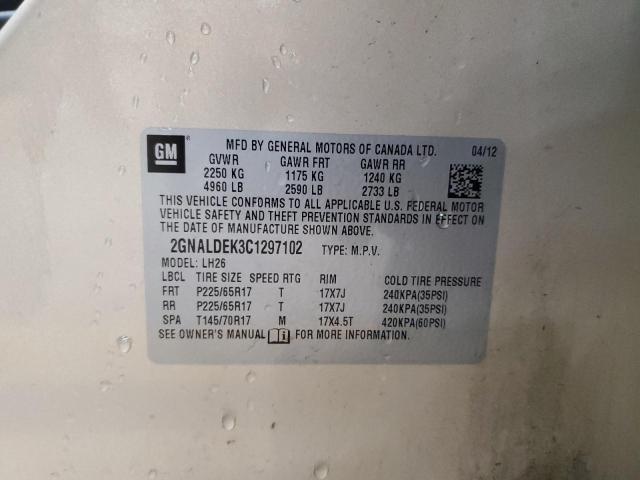 GM ® MFD BY GENERAL MOTORS OF CANADA LTD. 04/12
GVWR GAWR FRT GAWR RR
2250 KG 1175 KG 1240 KG
4960 LB 2590 LB 2733 LB
THIS VEHICLE CONFORMS TO ALL APPLICABLE U.S. FEDERAL MOTOR
VEHICLE SAFETY AND THEFT PREVENTION STANDARDS IN EFFECT ON
THE DATE OF MANUFACTURE SHOWN ABOVE.
2GNALDEK3C1297102 TYPE: M.P.V.
MODEL: LH26
LBCL TIRE SIZE SPEED RTG RIM COLD TIRE PRESSURE
FRT P225/65R17 T 17X7J 240KPA(35PSI)
RR P225/65R17 T 17X7J 240KPA(35PSI)
SPA T145/70R17 M 17X4.5T 420KPA(60PSI)
SEE OWNER'S MANUAL FOR MORE INFORMATION.